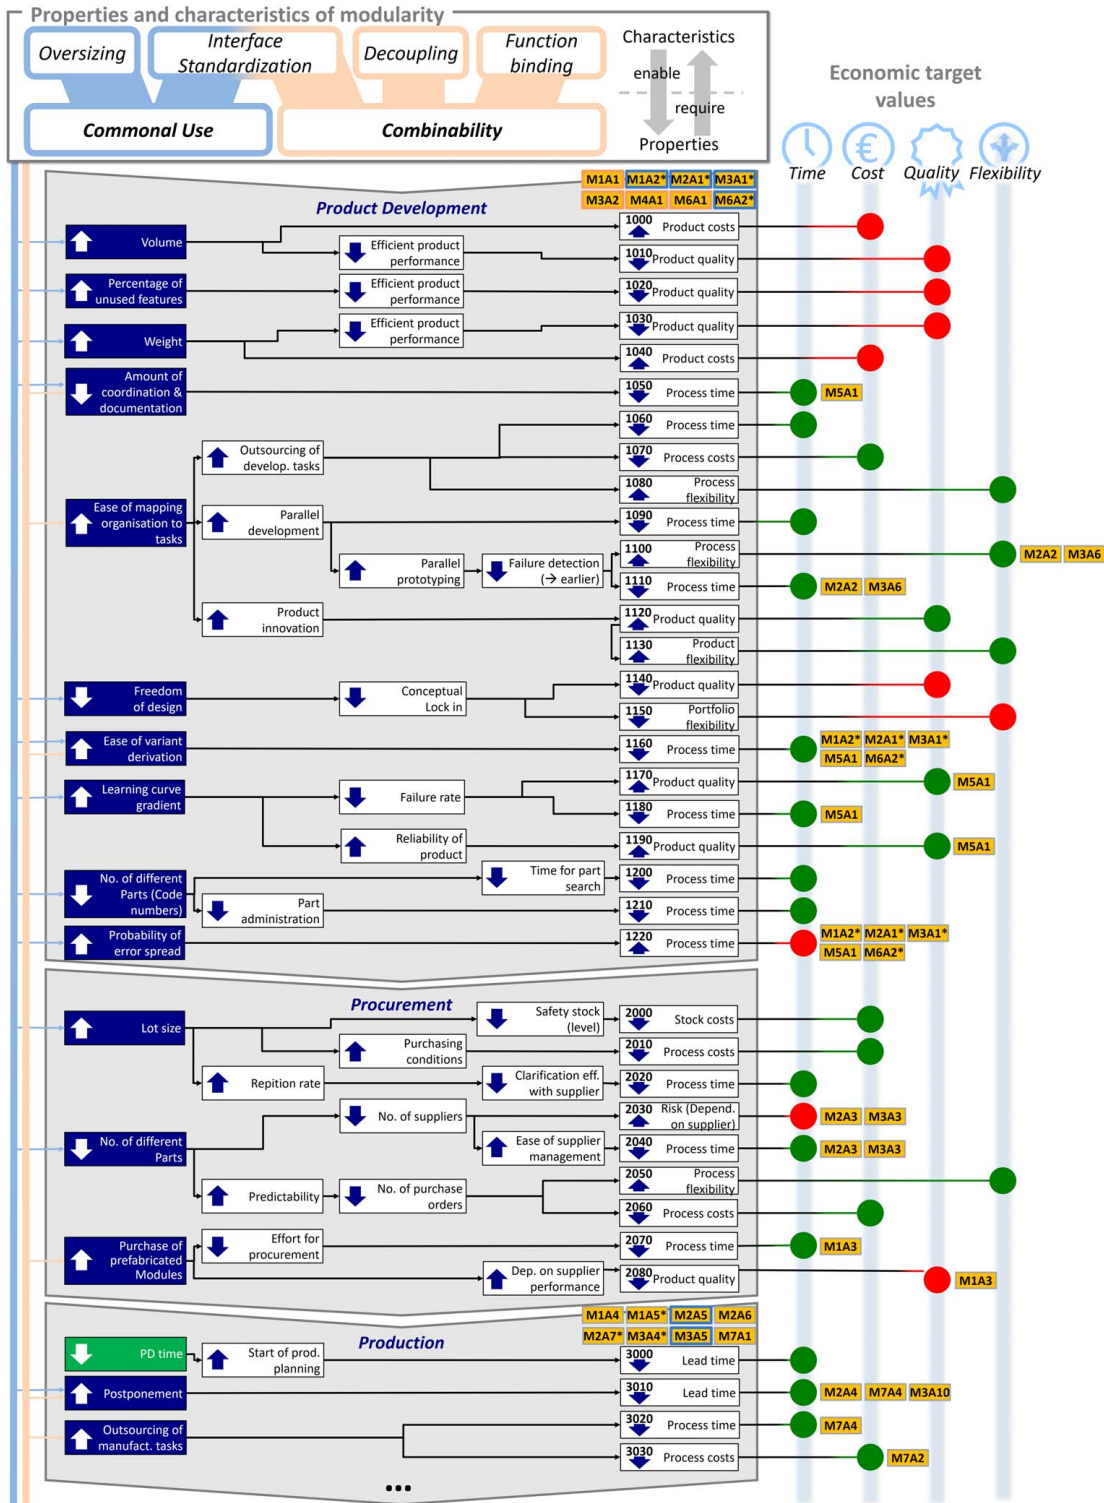 Properties and characteristics of modularity
Oversizing
Interface
Standardization
Decoupling
Function
binding
Commonal Use
Combinability
Characteristics
enable
require
Properties
Economic target
values
€
Time
Cost
Quality
Flexibility
Product Development
M1A1 M1A2* M2A1* M3A1*
M3A2 M4A1 M6A1 M6A2*
Volume
1000 Product costs
Efficient product
performance
1010 Product quality
Percentage of
unused features
Efficient product
performance
1020 Product quality
Weight
Efficient product
performance
1030 Product quality
1040 Product costs
Amount of
coordination &
documentation
1050 Process time
M5A1
Ease of mapping
organisation to
tasks
Outsourcing of
develop. tasks
1060 Process time
1070 Process costs
1080 Process
flexibility
Parallel
development
1090 Process time
Parallel
prototyping
Failure detection
(→ earlier)
1100 Process
flexibility
M2A2 M3A6
1110 Process time
M2A2 M3A6
Product
innovation
1120 Product quality
1130 Product
flexibility
Freedom
of design
Conceptual
Lock in
1140 Product quality
1150 Portfolio
flexibility
Ease of variant
derivation
1160 Process time
M1A2* M2A1* M3A1*
M5A1 M6A2*
Learning curve
gradient
Failure rate
1170 Product quality
M5A1
1180 Process time
M5A1
Reliability of
product
1190 Product quality
M5A1
No. of different
Parts (Code
numbers)
Time for part
search
1200 Process time
Part
administration
1210 Process time
Probability of
error spread
1220 Process time
M1A2* M2A1* M3A1*
M5A1 M6A2*
Procurement
Lot size
Safety stock
(level)
2000 Stock costs
Purchasing
conditions
2010 Process costs
Repition rate
Clarification eff.
with supplier
2020 Process time
No. of different
Parts
No. of suppliers
2030 Risk (Depend.
on supplier)
M2A3 M3A3
Ease of supplier
management
2040 Process time
M2A3 M3A3
Predictability
No. of purchase
orders
2050 Process
flexibility
2060 Process costs
Purchase of
prefabricated
Modules
Effort for
procurement
2070 Process time
M1A3
Dep. on supplier
performance
2080 Product quality
M1A3
Production
M1A4 M1A5* M2A5 M2A6
M2A7* M3A4* M3A5 M7A1
PD time
Start of prod.
planning
3000 Lead time
Postponement
3010 Lead time
M2A4 M7A4 M3A10
Outsourcing of
manufact. tasks
3020 Process time
M7A4
3030 Process costs
M7A2
...